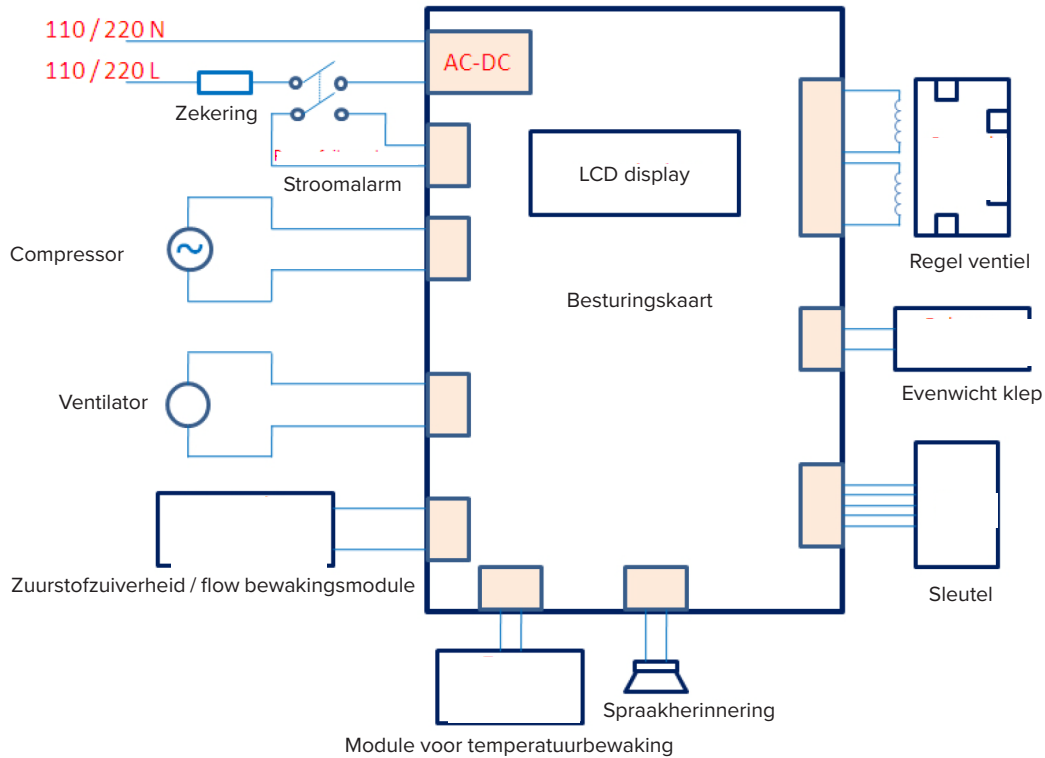 110 / 220 N
110 / 220 L
AC-DC
Zekering
Stroomalarm
LCD display
Compressor
Regel ventiel
Besturingskaart
Ventilator
Evenwicht klep
Zuurstofzuiverheid / flow bewakingsmodule
Sleutel
Spraakherinnering
Module voor temperatuurbewaking